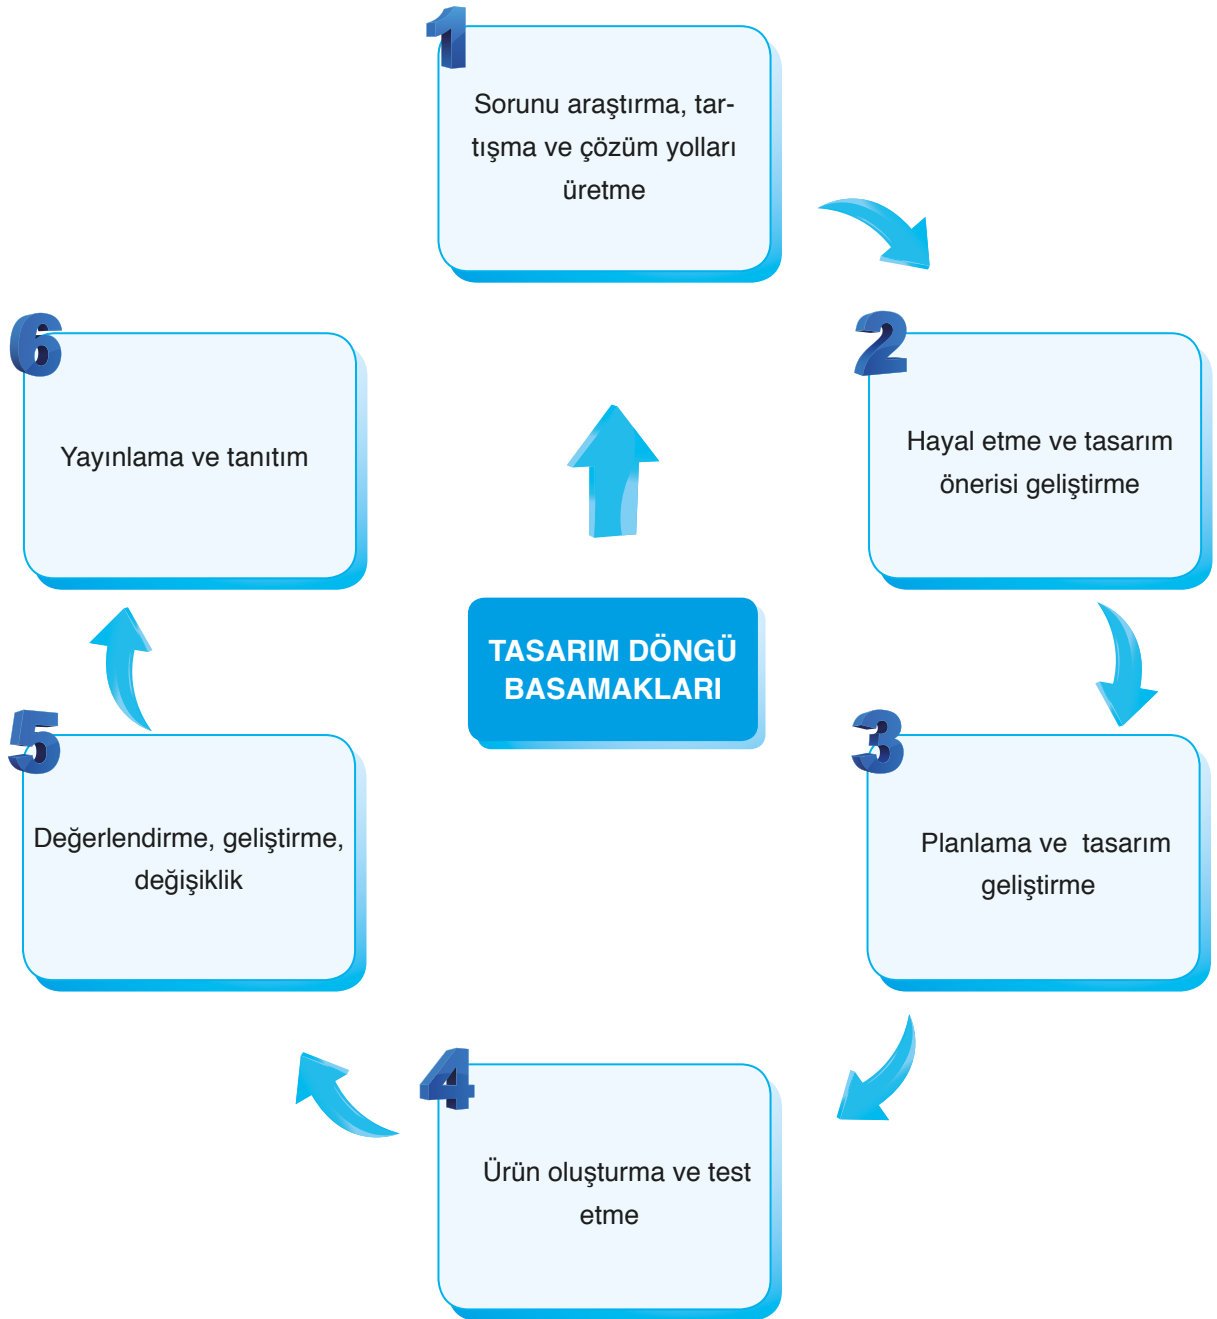 1
Sorunu araştırma, tar-
tışma ve çözüm yolları
üretme
2
Hayal etme ve tasarım
önerisi geliştirme
3
Planlama ve  tasarım
geliştirme
4
Ürün oluşturma ve test
etme
5
Değerlendirme, geliştirme,
değişiklik
6
Yayınlama ve tanıtım
TASARIM DÖNGÜ
BASAMAKLARI